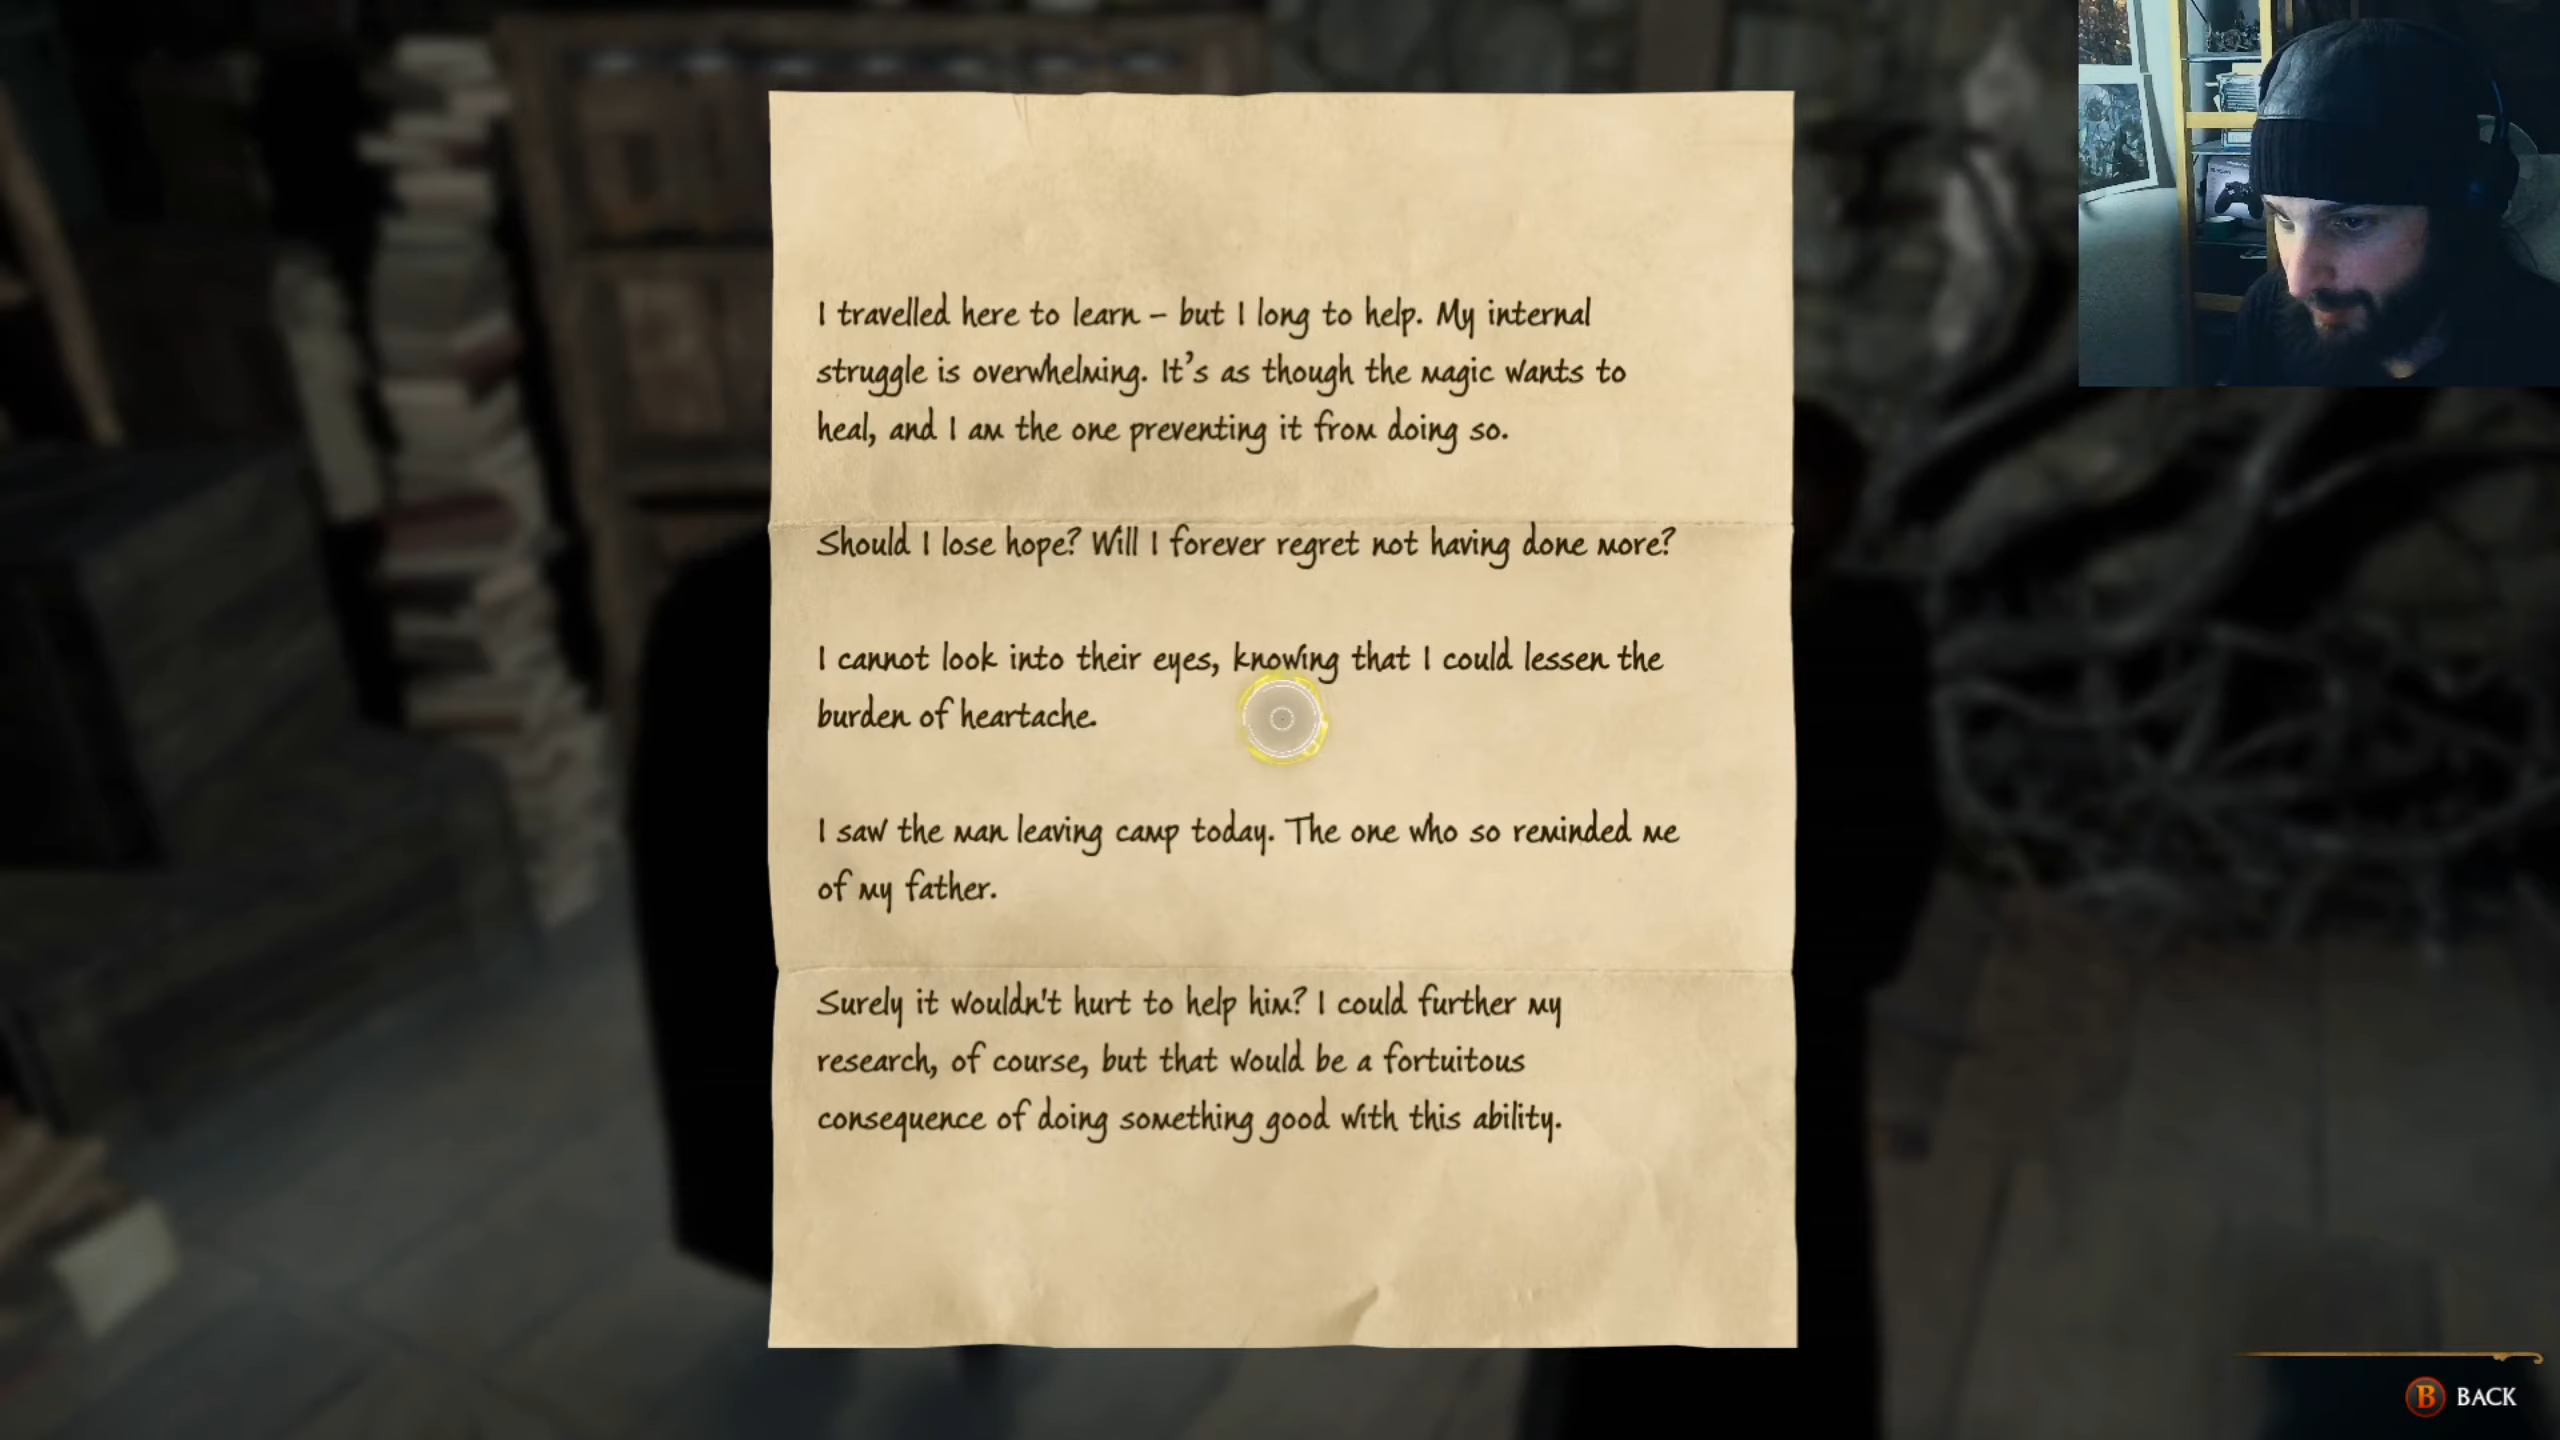 I travelled here to learn – but I long to help. My internal
struggle is overwhelming. It's as though the magic wants to
heal, and I am the one preventing it from doing so.
Should I lose hope? Will I forever regret not having done more?
I cannot look into their eyes, knowing that I could lessen the
burden of heartache.
I saw the man leaving camp today. The one who so reminded me
of my father.
Surely it wouldn't hurt to help him? I could further my
research, of course, but that would be a fortuitous
consequence of doing something good with this ability.
B BACK